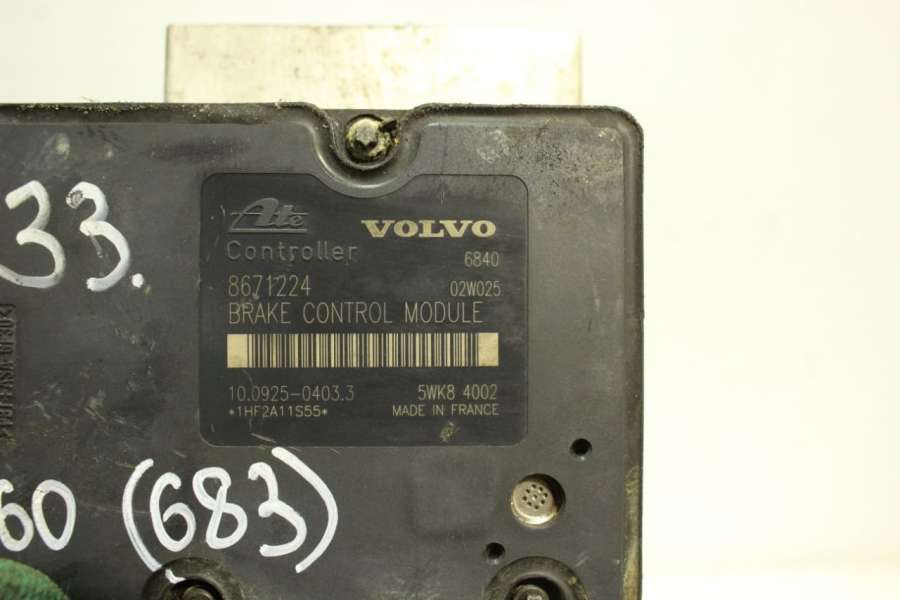 33.
Ate VOLVO
Controller 6840
8671224 02W025
BRAKE CONTROL MODULE
10.0925-0403.3 5WK8 4002
*1HF2A11S55* MADE IN FRANCE
60 (683)